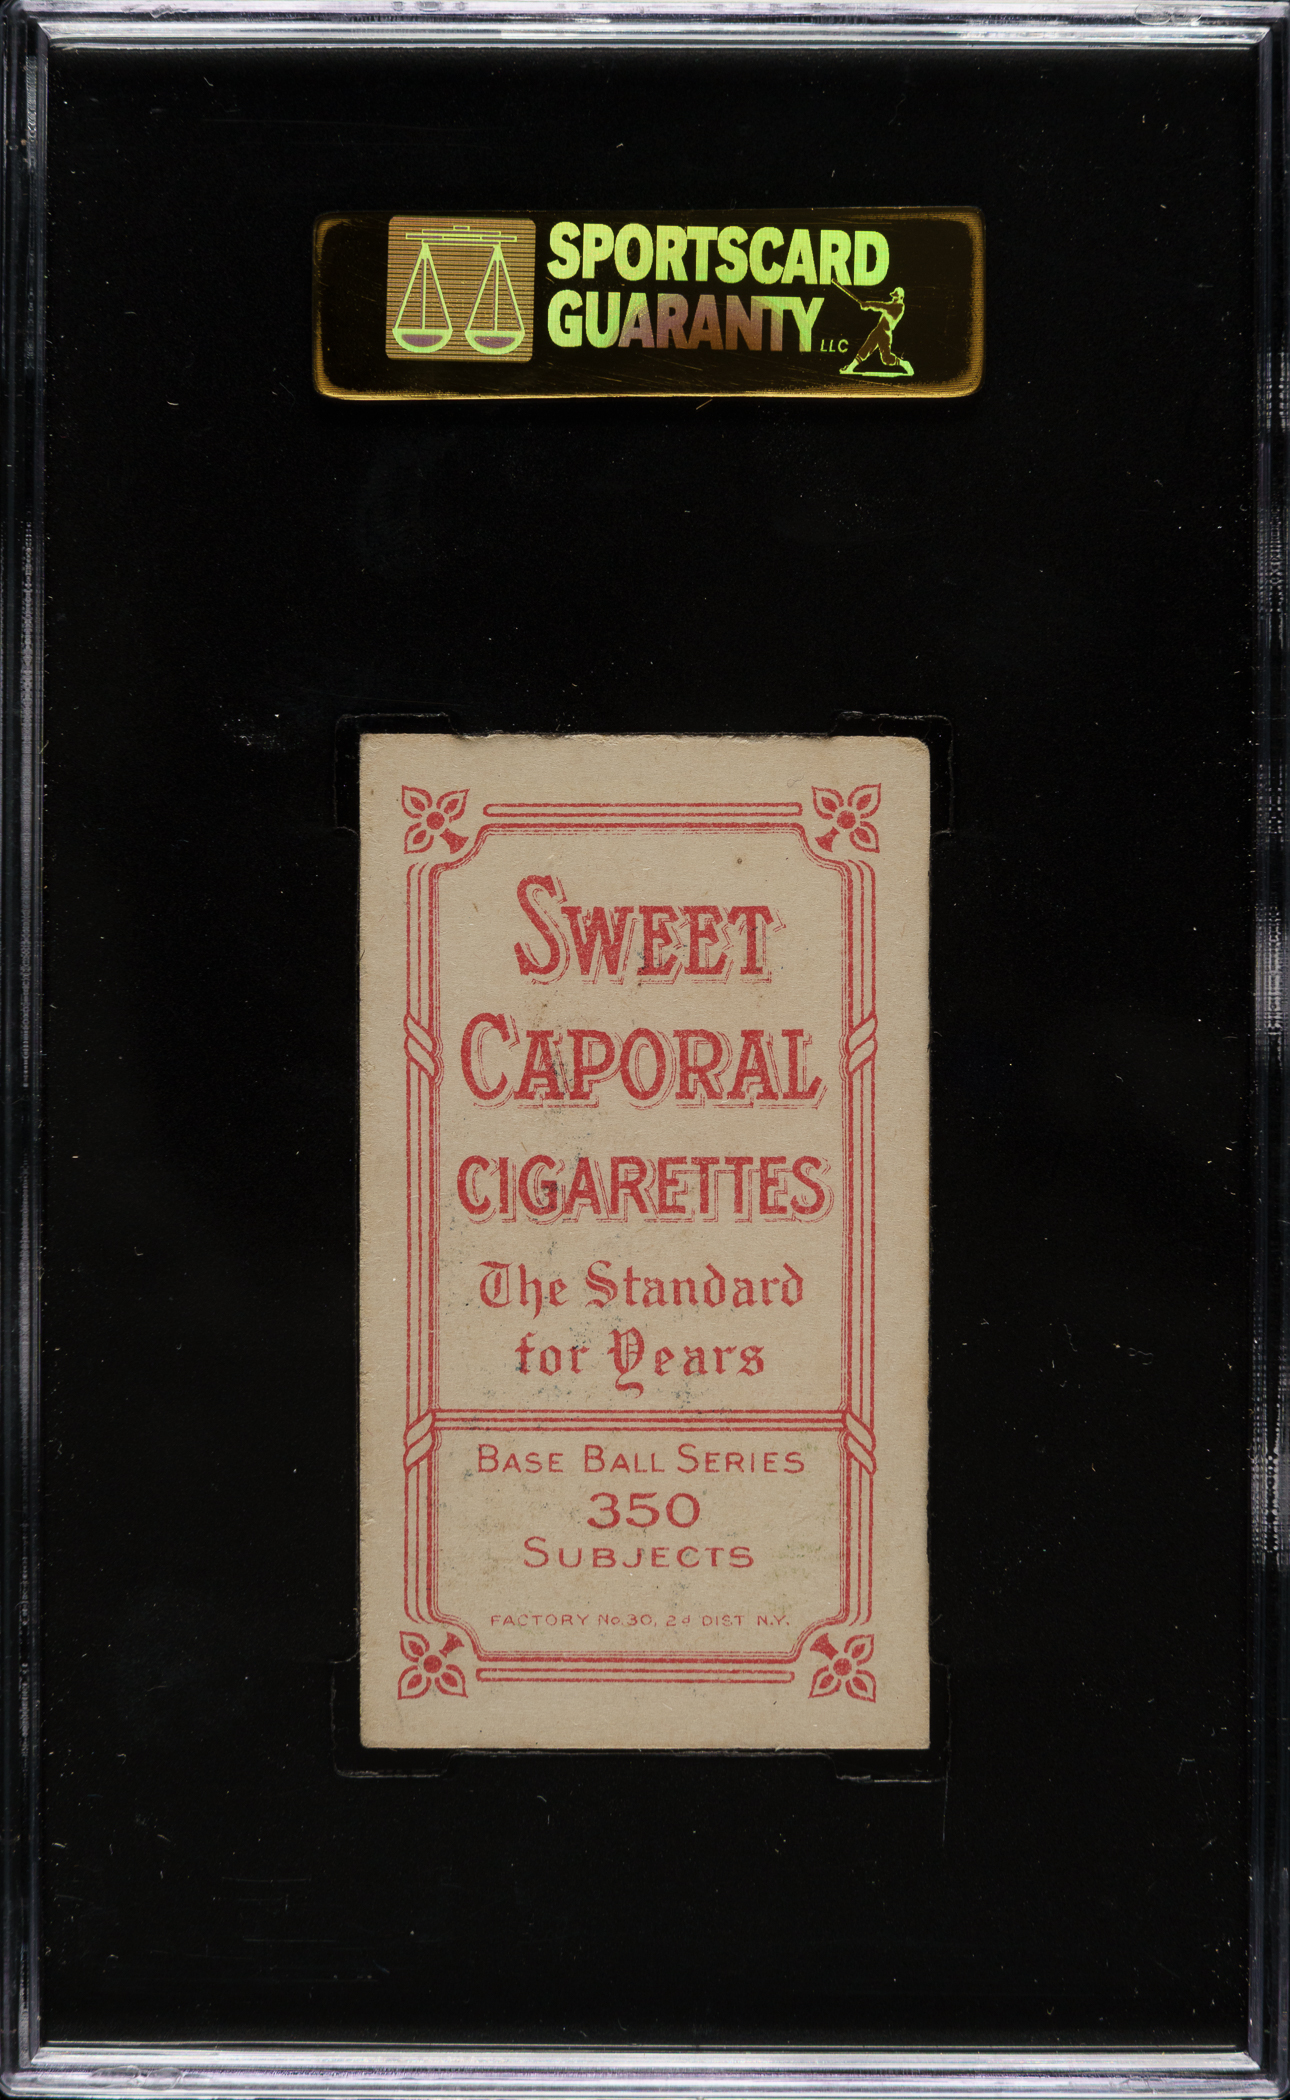 SPORTSCARD
GUARANTY LLC
SWEET
CAPORAL
CIGARETTES
The Standard
for Years
BASE BALL SERIES
350
SUBJECTS
FACTORY No. 30, 2d DIST N.Y.